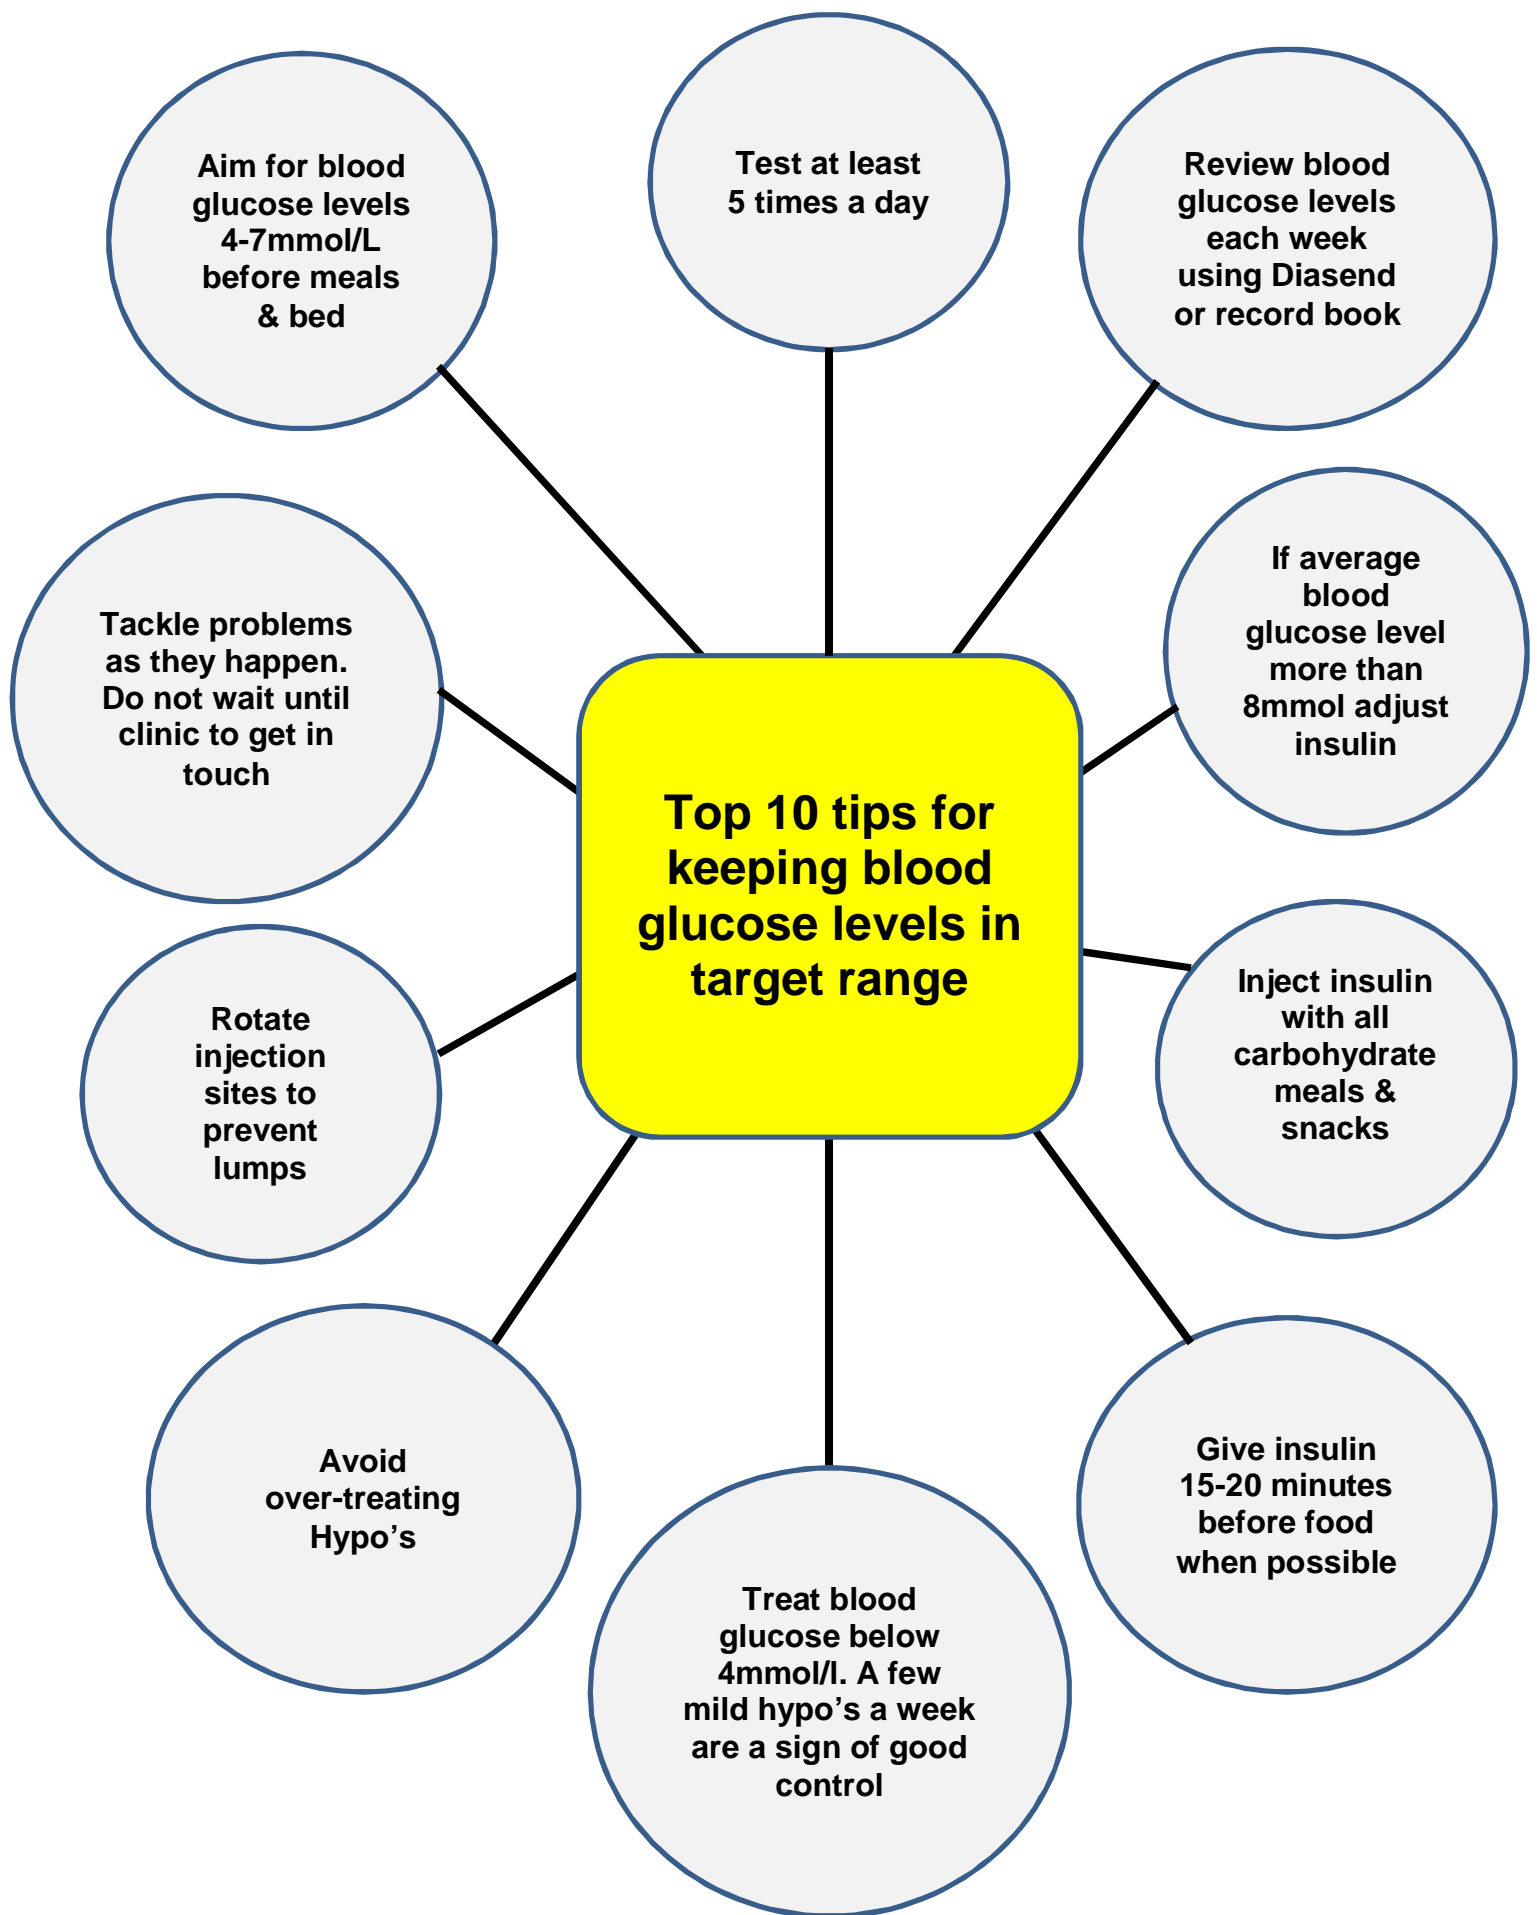 Aim for blood
glucose levels
4-7mmol/L
before meals
& bed
Test at least
5 times a day
Review blood
glucose levels
each week
using Diasend
or record book
If average
blood
glucose level
more than
8mmol adjust
insulin
Tackle problems
as they happen.
Do not wait until
clinic to get in
touch
Top 10 tips for
keeping blood
glucose levels in
target range
Inject insulin
with all
carbohydrate
meals &
snacks
Rotate
injection
sites to
prevent
lumps
Give insulin
15-20 minutes
before food
when possible
Avoid
over-treating
Hypo’s
Treat blood
glucose below
4mmol/l. A few
mild hypo’s a week
are a sign of good
control